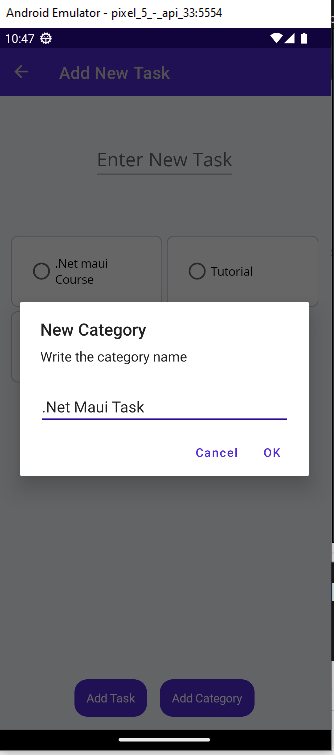 Android Emulator - pixel_5_-_api_33:5554
10:47
Add New Task
Enter New Task
.Net maui
Course
Tutorial
New Category
Write the category name
.Net Maui Task
Cancel OK
Add Task Add Category